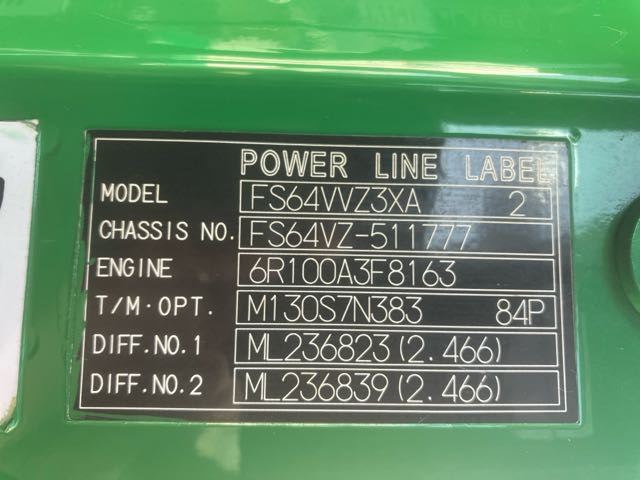 POWER LINE LABEL
MODEL FS64VVZ3XA 2
CHASSIS NO. FS64VZ-511777
ENGINE 6R100A3F8163
T/M·OPT. M130S7N383 84P
DIFF.NO.1 ML236823(2.466)
DIFF.NO.2 ML236839(2.466)